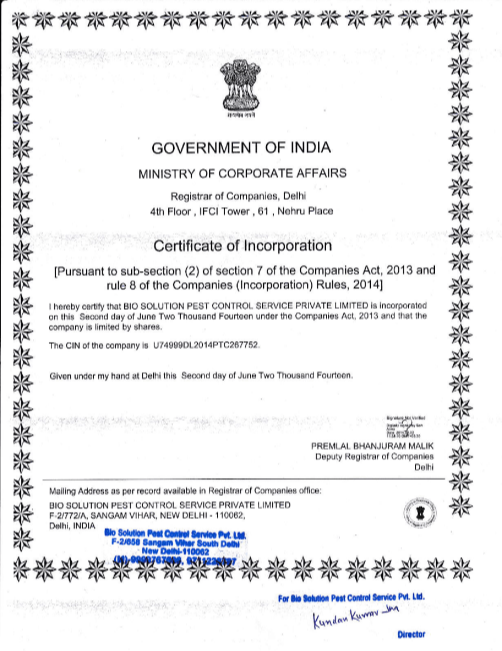 सत्यमेव जयते
GOVERNMENT OF INDIA
MINISTRY OF CORPORATE AFFAIRS
Registrar of Companies, Delhi
4th Floor , IFCI Tower , 61 , Nehru Place
Certificate of Incorporation
[Pursuant to sub-section (2) of section 7 of the Companies Act, 2013 and
rule 8 of the Companies (Incorporation) Rules, 2014]
I hereby certify that BIO SOLUTION PEST CONTROL SERVICE PRIVATE LIMITED is incorporated
on this Second day of June Two Thousand Fourteen under the Companies Act, 2013 and that the
company is limited by shares.
The CIN of the company is U74999DL2014PTC267752.
Given under my hand at Delhi this Second day of June Two Thousand Fourteen.
PREMLAL BHANJURAM MALIK
Deputy Registrar of Companies
Delhi
Mailing Address as per record available in Registrar of Companies office:
BIO SOLUTION PEST CONTROL SERVICE PRIVATE LIMITED
F-2/772/A, SANGAM VIHAR, NEW DELHI - 110062,
Delhi, INDIA
Bio Solution Pest Control Service Pvt. Ltd.
F-2/658 Sangam Vihar South Delhi
New Delhi-110062
For Bio Solution Pest Control Service Pvt. Ltd.
Kundan Kumar
Director